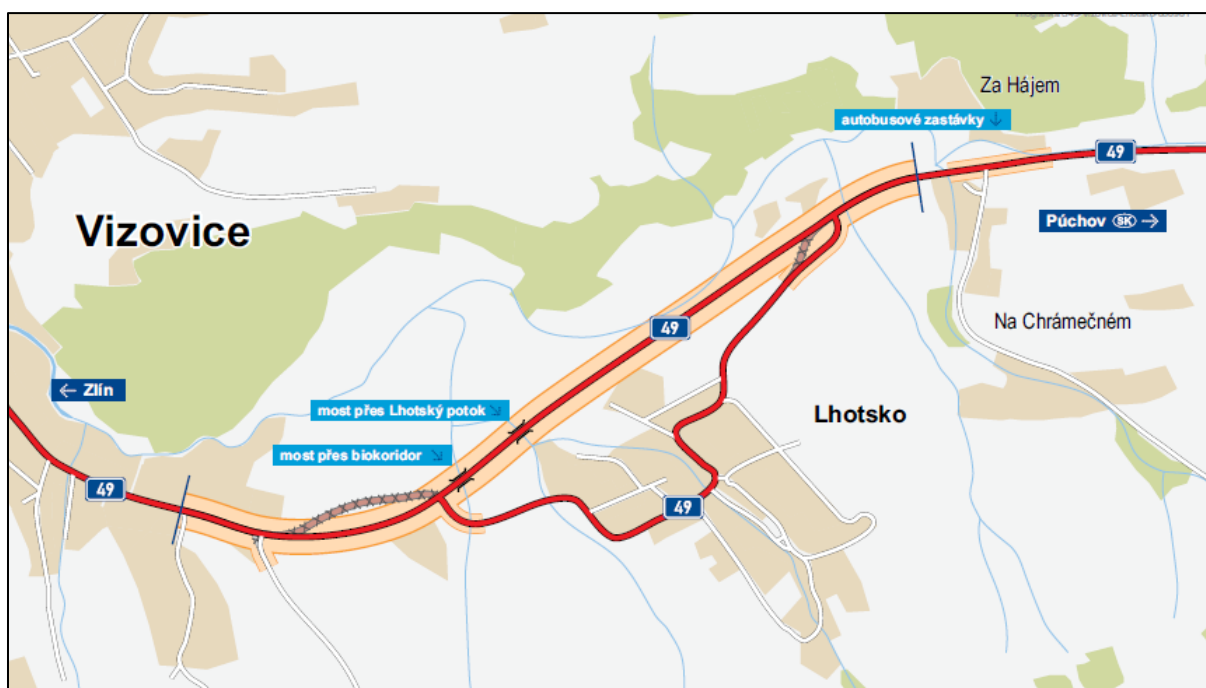 Za Hájem
autobusové zastávky ↓
49
Vizovice
Púchov SK →
49
Na Chrámečném
← Zlín
most přes Lhotský potok ↘
Lhotsko
most přes biokoridor ↘
49
49